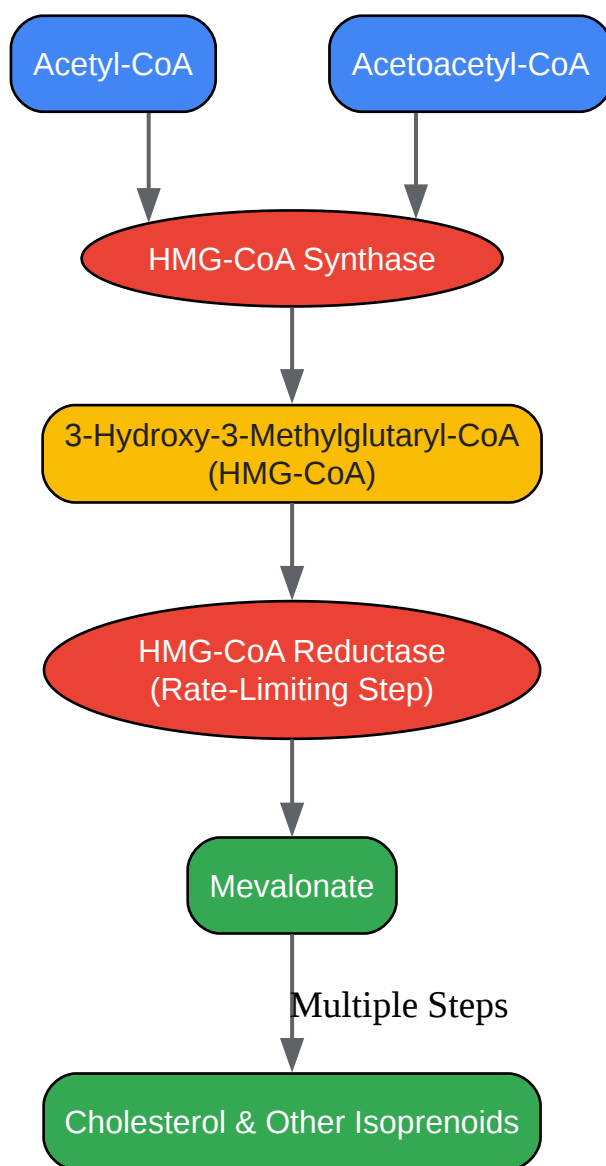 Acetyl-CoA
Acetoacetyl-CoA
HMG-CoA Synthase
3-Hydroxy-3-Methylglutaryl-CoA
(HMG-CoA)
HMG-CoA Reductase
(Rate-Limiting Step)
Mevalonate
Multiple Steps
Cholesterol & Other Isoprenoids